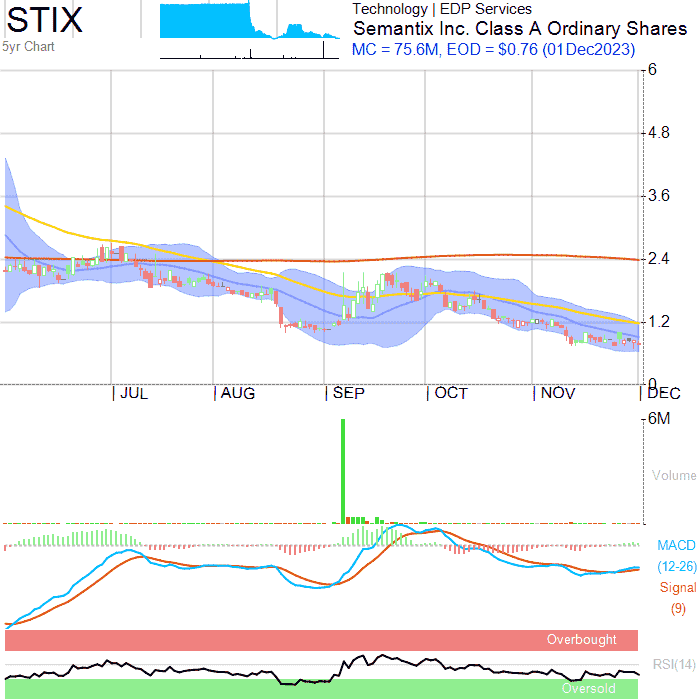 STIX
5yr Chart
Technology | EDP Services
Semantix Inc. Class A Ordinary Shares
MC = 75.6M, EOD = $0.76 (01Dec2023)
6
4.8
3.6
2.4
1.2
0
JUL AUG SEP OCT NOV DEC
6M
Volume
MACD
(12-26)
Signal
(9)
Overbought
RSI(14)
Oversold